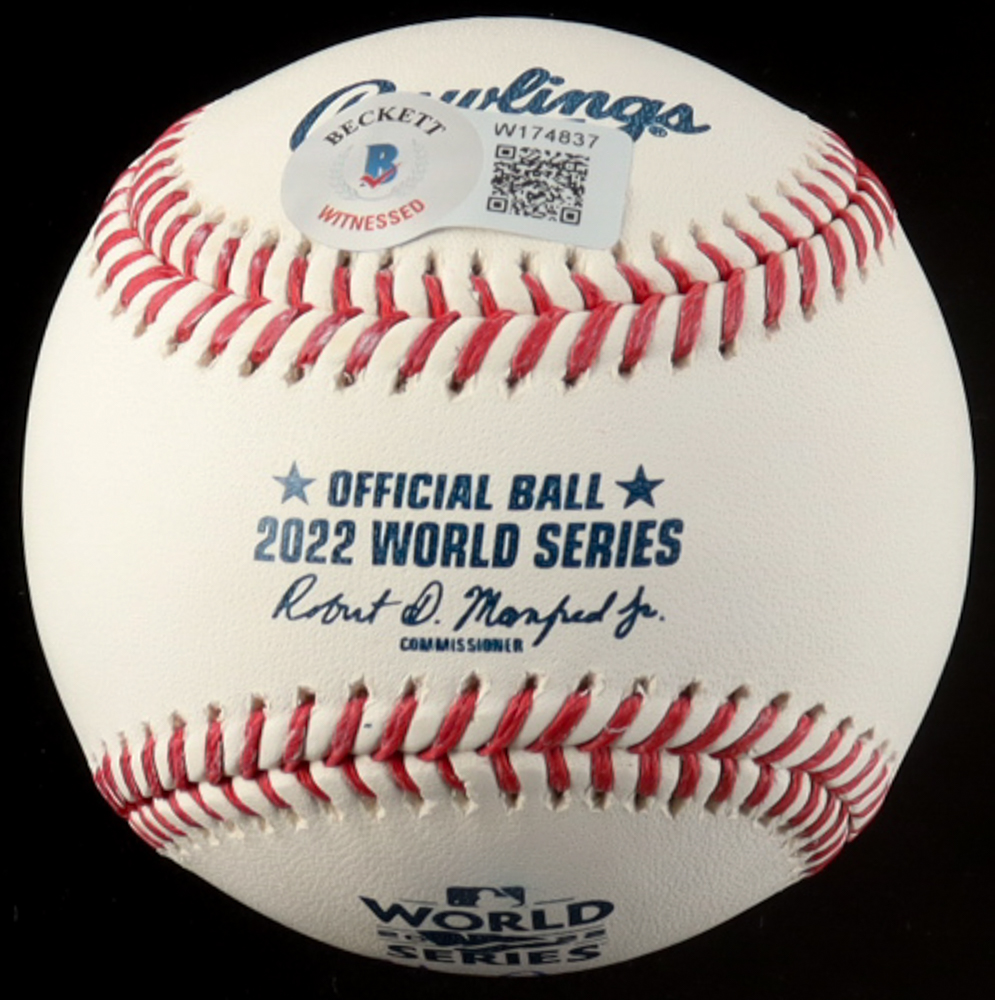 Rawlings
BECKETT
B
WITNESSED
W174837
OFFICIAL BALL
2022 WORLD SERIES
Robert D. Manfred Jr.
COMMISSIONER
WORLD
SERIES